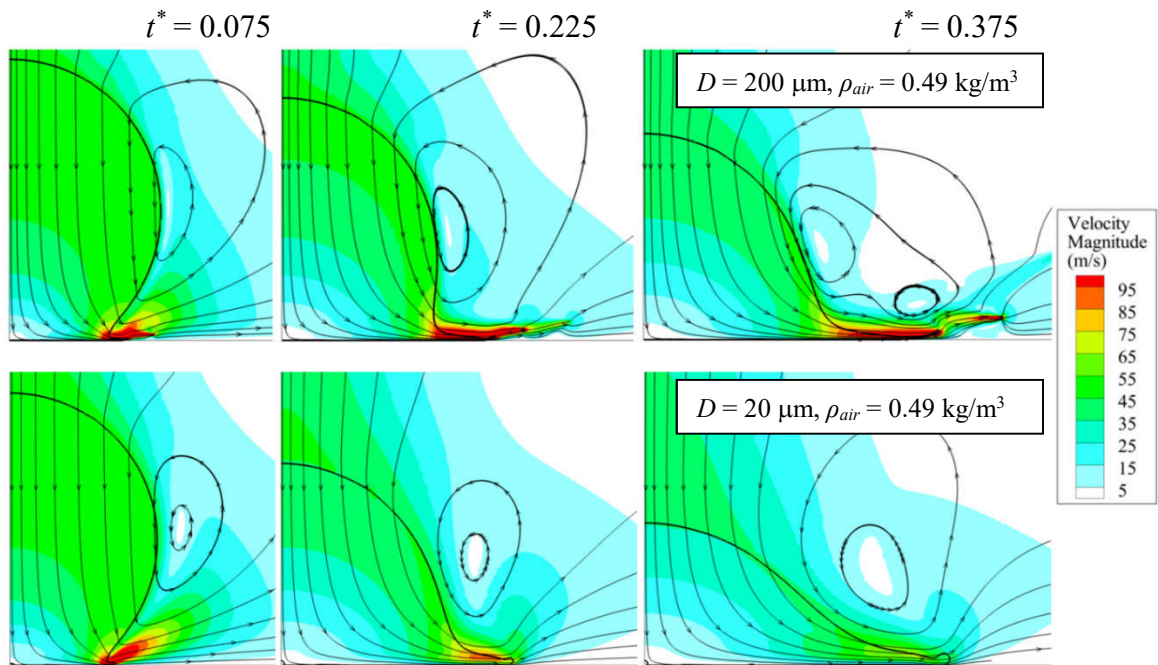 t* = 0.075
t* = 0.225
t* = 0.375
D = 200 μm, ρair = 0.49 kg/m³
D = 20 μm, ρair = 0.49 kg/m³
Velocity
Magnitude
(m/s)
95
85
75
65
55
45
35
25
15
5